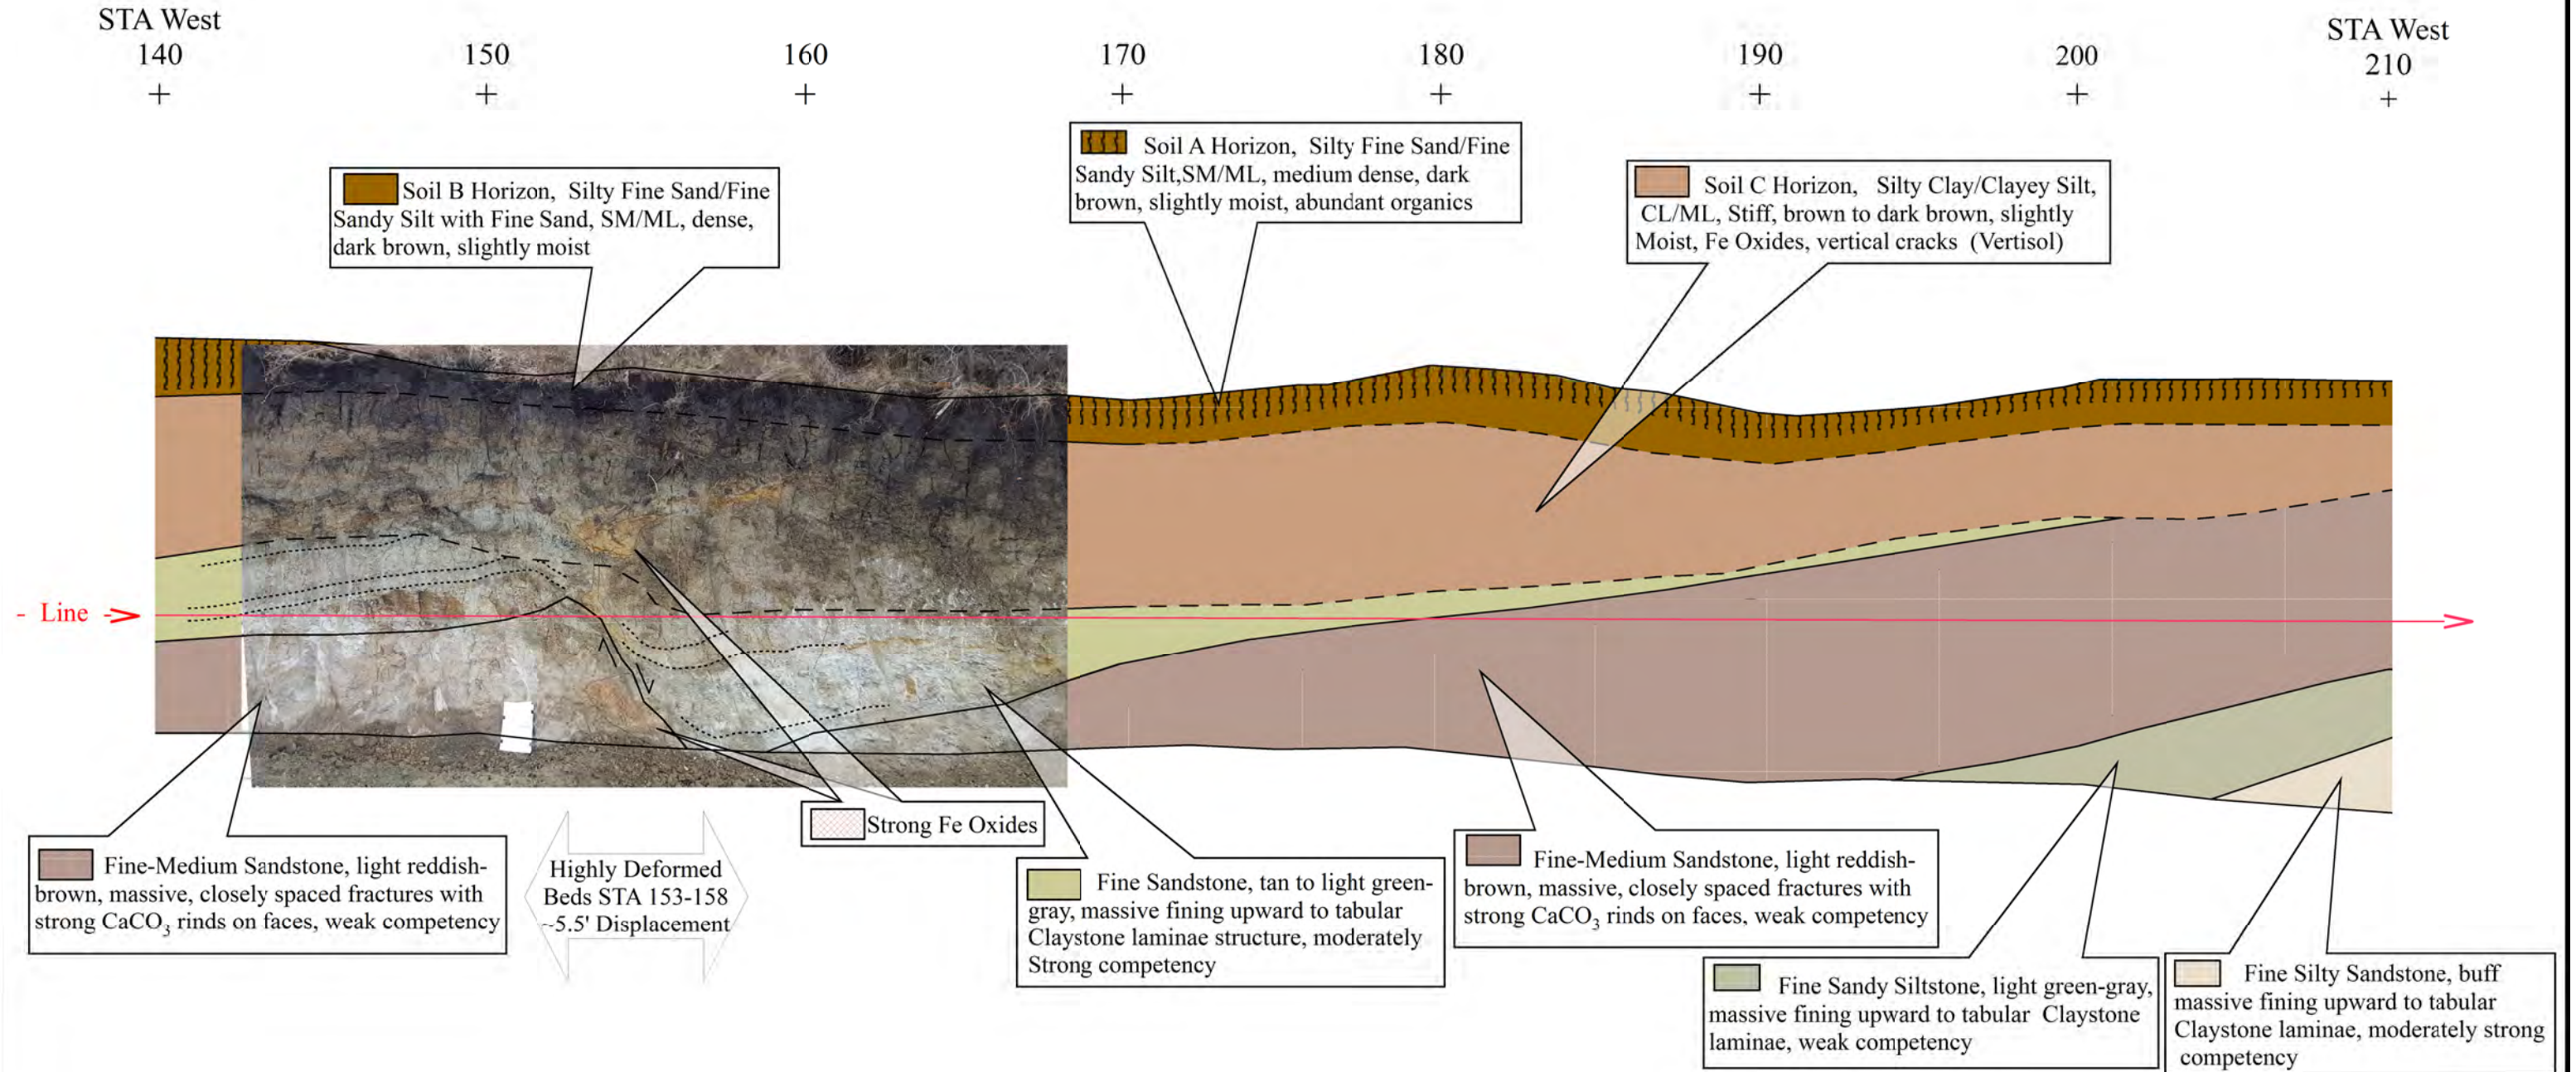 STA West
140
150
160
170
180
190
200
STA West
210
Soil B Horizon, Silty Fine Sand/Fine
Sandy Silt with Fine Sand, SM/ML, dense,
dark brown, slightly moist
Soil A Horizon, Silty Fine Sand/Fine
Sandy Silt,SM/ML, medium dense, dark
brown, slightly moist, abundant organics
Soil C Horizon, Silty Clay/Clayey Silt,
CL/ML, Stiff, brown to dark brown, slightly
Moist, Fe Oxides, vertical cracks (Vertisol)
- Line -
Fine-Medium Sandstone, light reddish-
brown, massive, closely spaced fractures with
strong CaCO₃ rinds on faces, weak competency
Highly Deformed
Beds STA 153-158
~5.5' Displacement
Strong Fe Oxides
Fine Sandstone, tan to light green-
gray, massive fining upward to tabular
Claystone laminae structure, moderately
Strong competency
Fine-Medium Sandstone, light reddish-
brown, massive, closely spaced fractures with
strong CaCO₃ rinds on faces, weak competency
Fine Sandy Siltstone, light green-gray,
massive fining upward to tabular Claystone
laminae, weak competency
Fine Silty Sandstone, buff
massive fining upward to tabular
Claystone laminae, moderately strong
competency